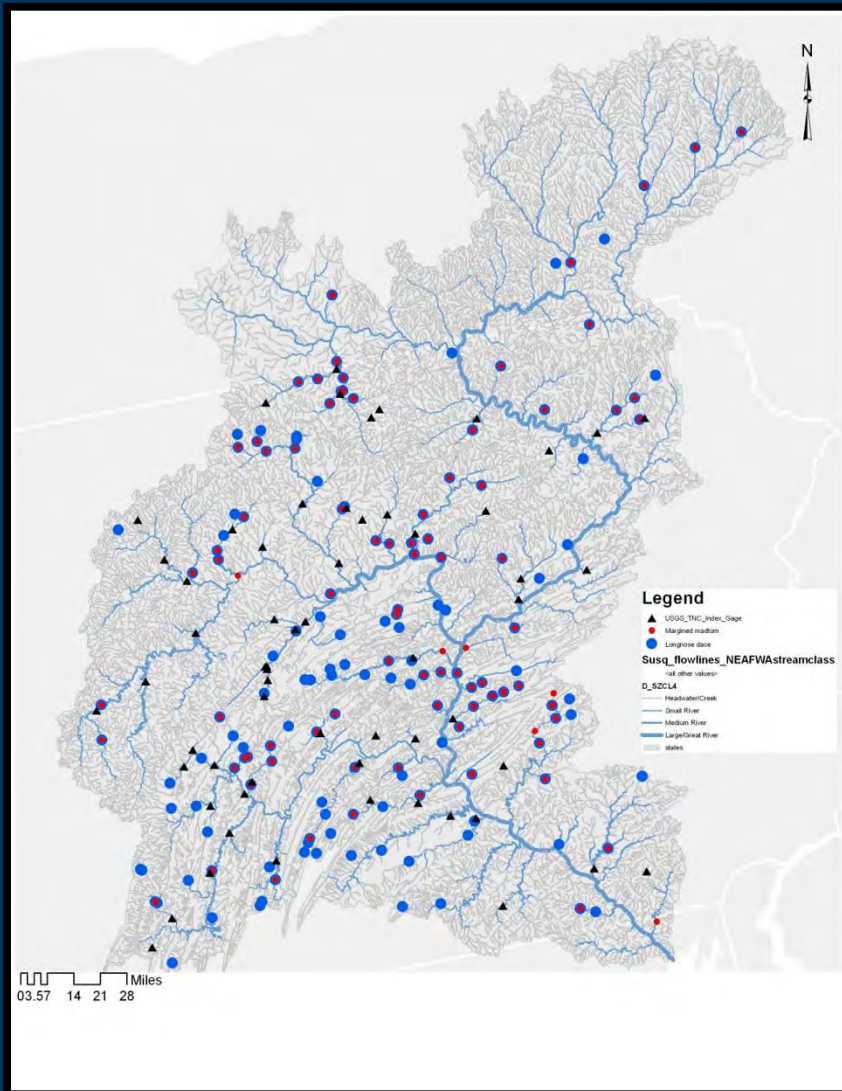 N
Legend
USGS_TNC_Index_Gage
Margined madtom
Longnose dace
Susq_flowlines_NEAFWAstreamclass
<all other values>
D_SZCL4
Headwater/Creek
Small River
Medium River
Large/Great River
states
Miles
03.57 14 21 28